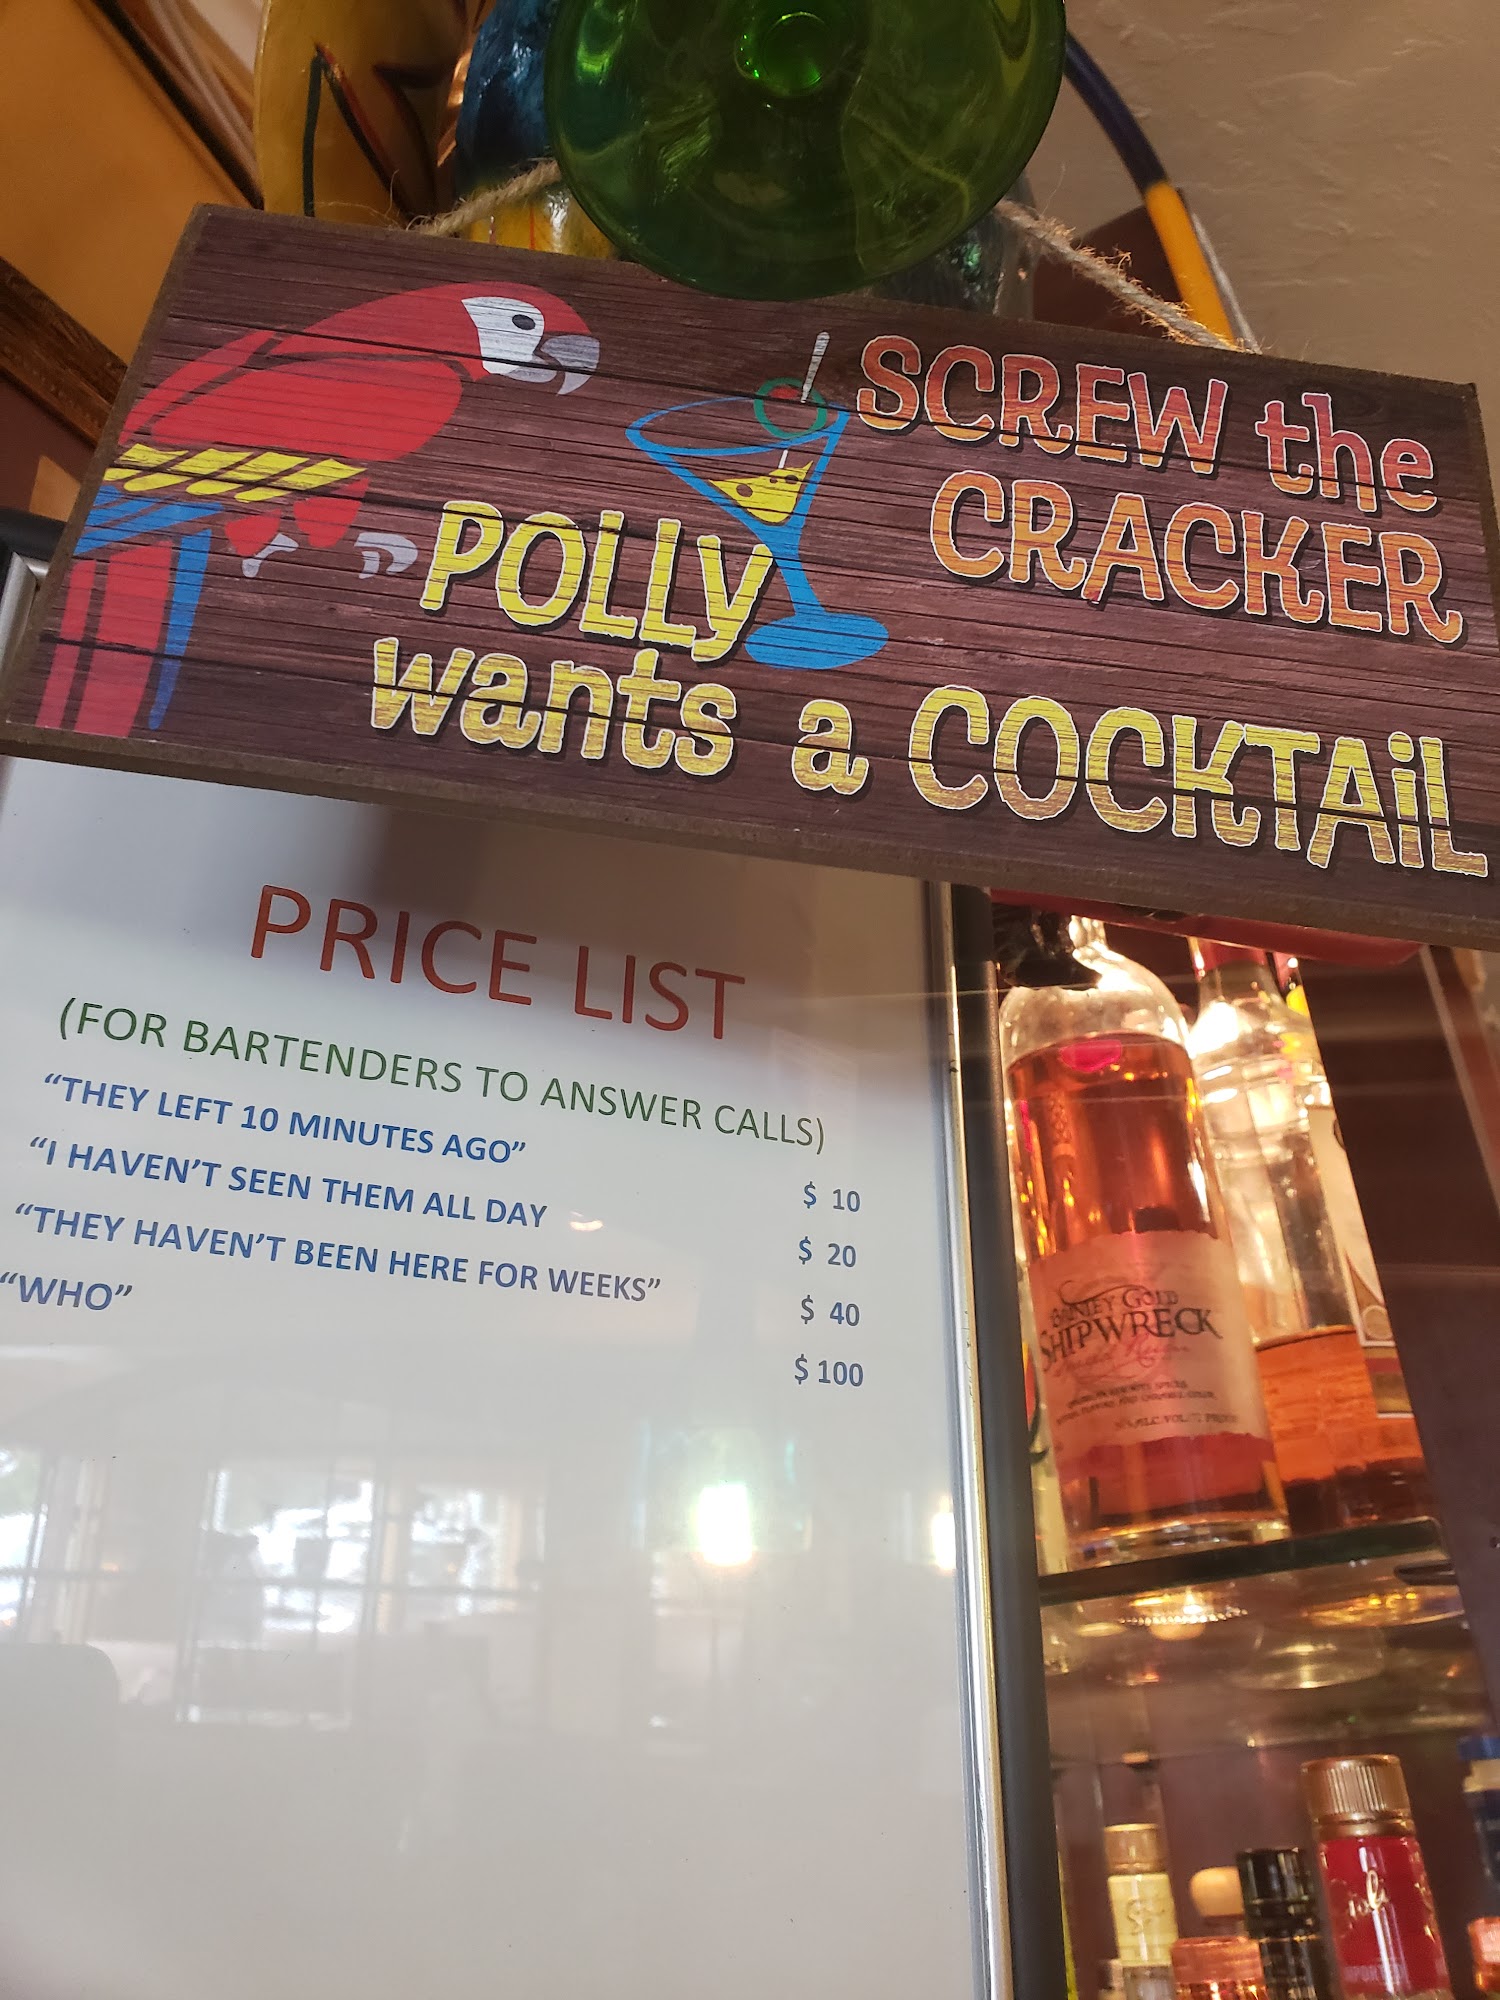 SCREW the
CRACKER
POLLY
wants a COCKTAiL
PRICE LIST
(FOR BARTENDERS TO ANSWER CALLS)
“THEY LEFT 10 MINUTES AGO” $ 10
“I HAVEN’T SEEN THEM ALL DAY $ 20
“THEY HAVEN’T BEEN HERE FOR WEEKS” $ 40
“WHO” $ 100
GOLD
SHIPWRECK